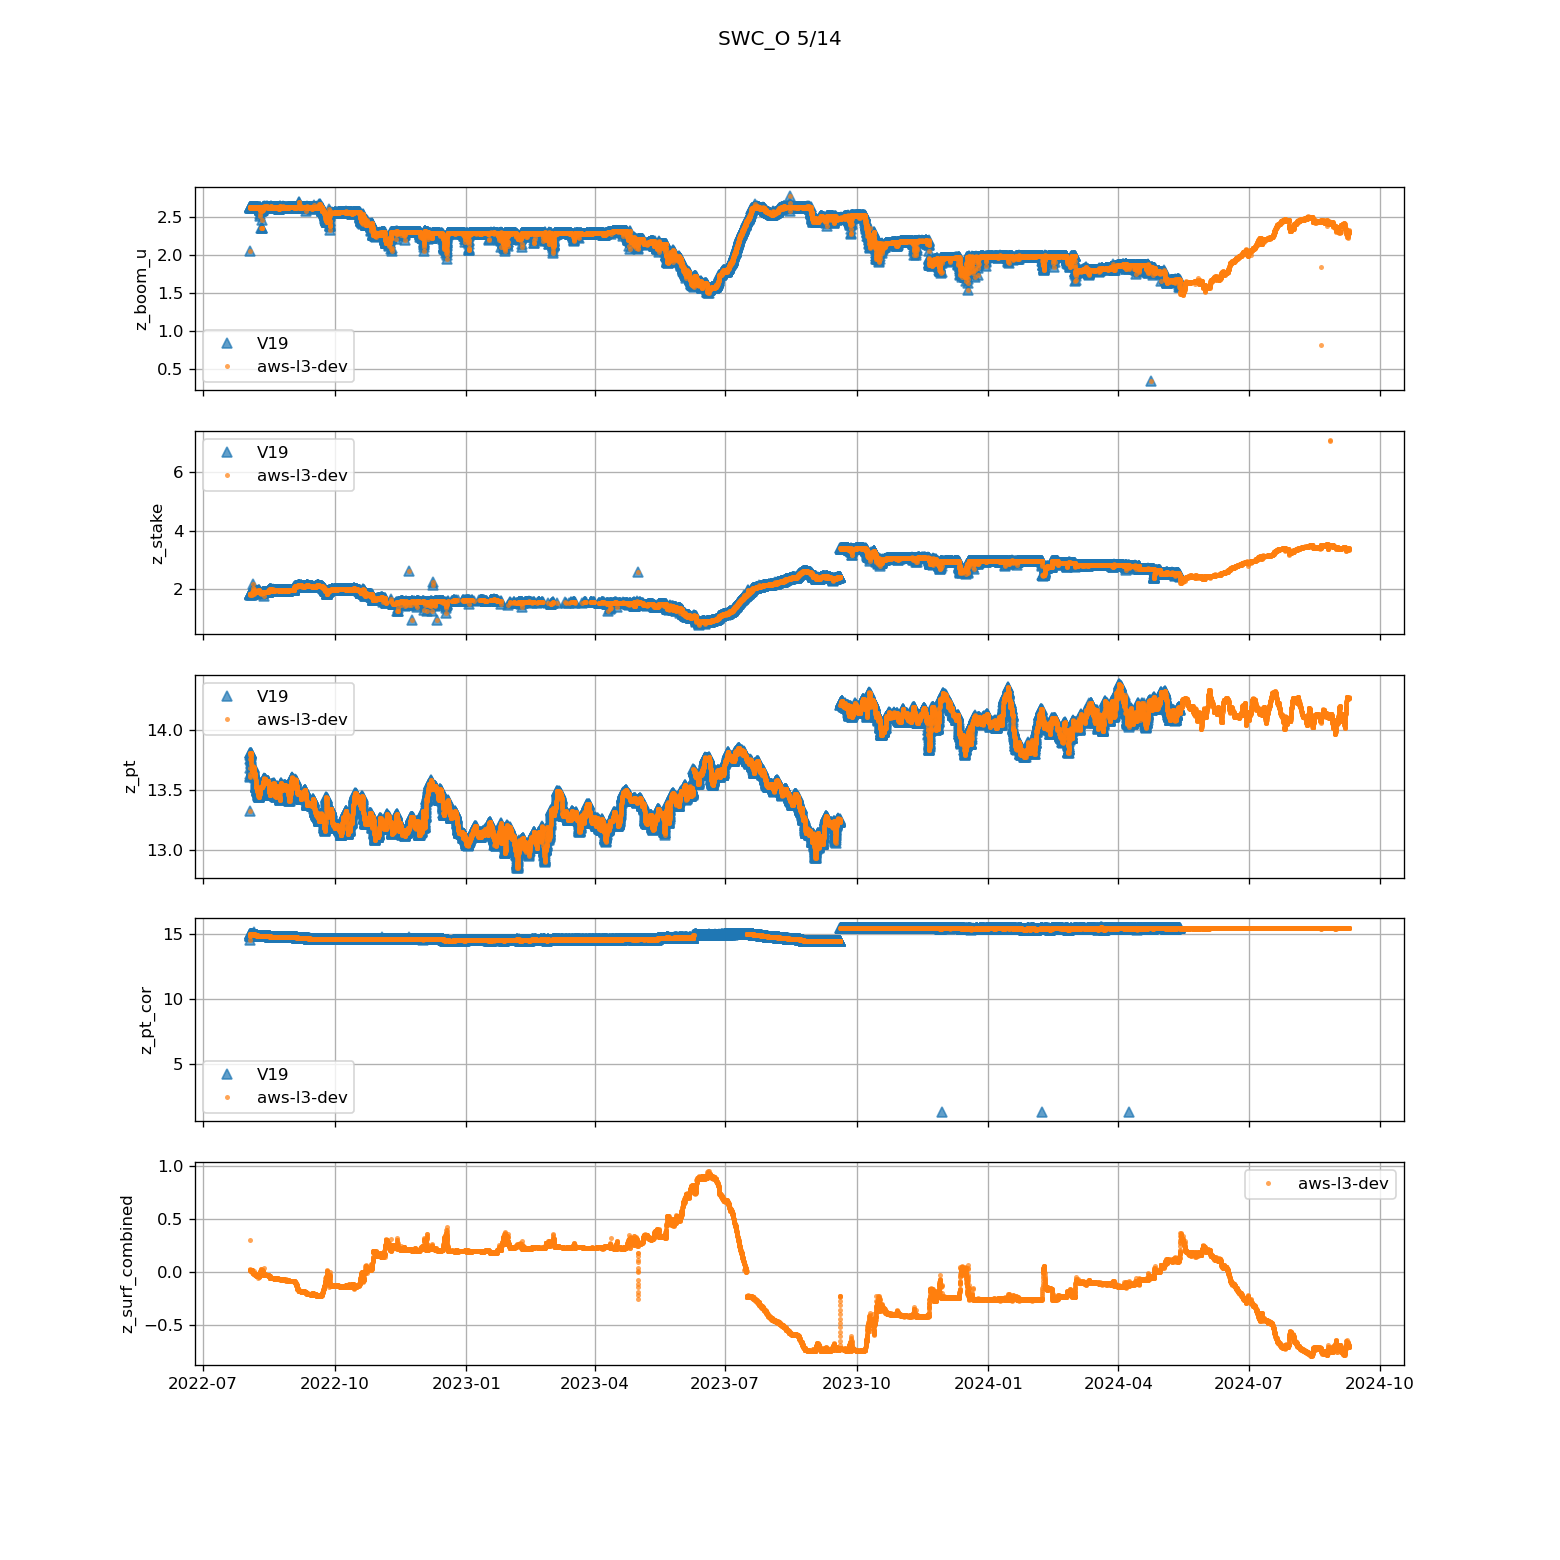 SWC_O 5/14
z_boom_u
2.5
2.0
1.5
1.0
0.5
V19
aws-l3-dev
z_stake
6
4
2
V19
aws-l3-dev
z_pt
14.0
13.5
13.0
V19
aws-l3-dev
z_pt_cor
15
10
5
V19
aws-l3-dev
z_surf_combined
1.0
0.5
0.0
−0.5
aws-l3-dev
2022-07 2022-10 2023-01 2023-04 2023-07 2023-10 2024-01 2024-04 2024-07 2024-10